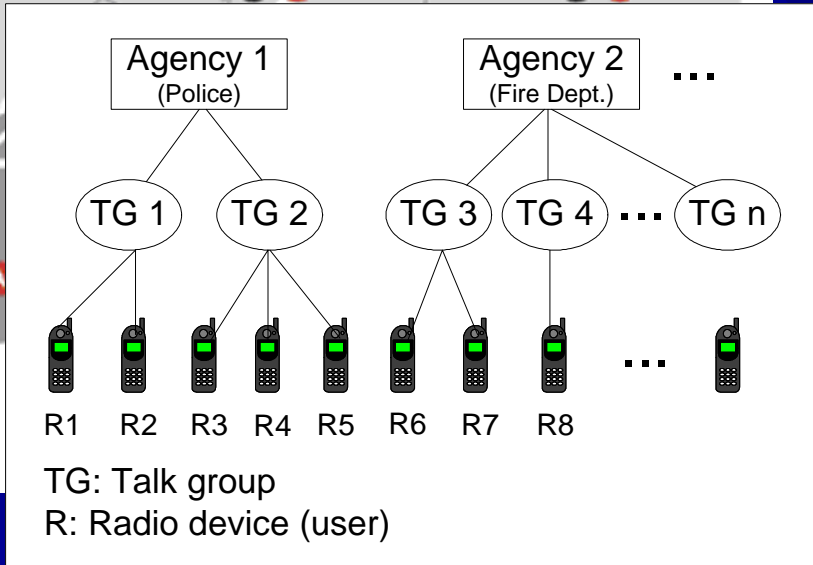 Agency 1
(Police)
Agency 2
(Fire Dept.)
...
TG 1
TG 2
TG 3
TG 4
...
TG n
...
R1 R2 R3 R4 R5 R6 R7 R8
TG: Talk group
R: Radio device (user)